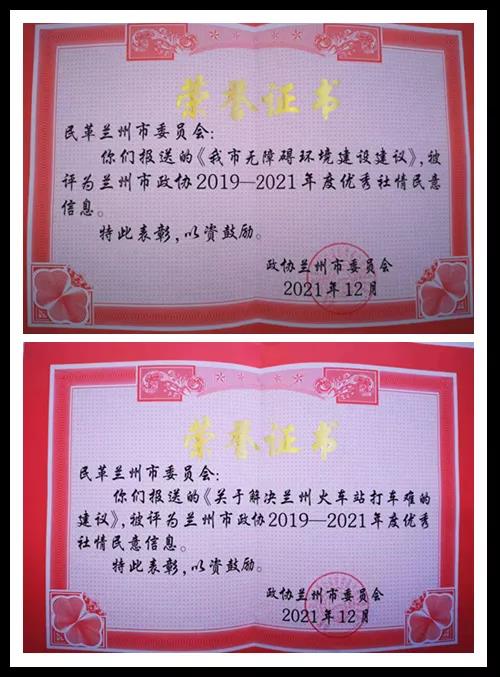 荣誉证书
民革兰州市委员会:
你们报送的《我市无障碍环境建设建议》,被
评为兰州市政协2019—2021年度优秀社情民意
信息。
特此表彰,以资鼓励。
政协兰州市委员会
2021年12月
荣誉证书
民革兰州市委员会:
你们报送的《关于解决兰州火车站打车难的
建议》,被评为兰州市政协2019—2021年度优秀
社情民意信息。
特此表彰,以资鼓励。
政协兰州市委员会
2021年12月